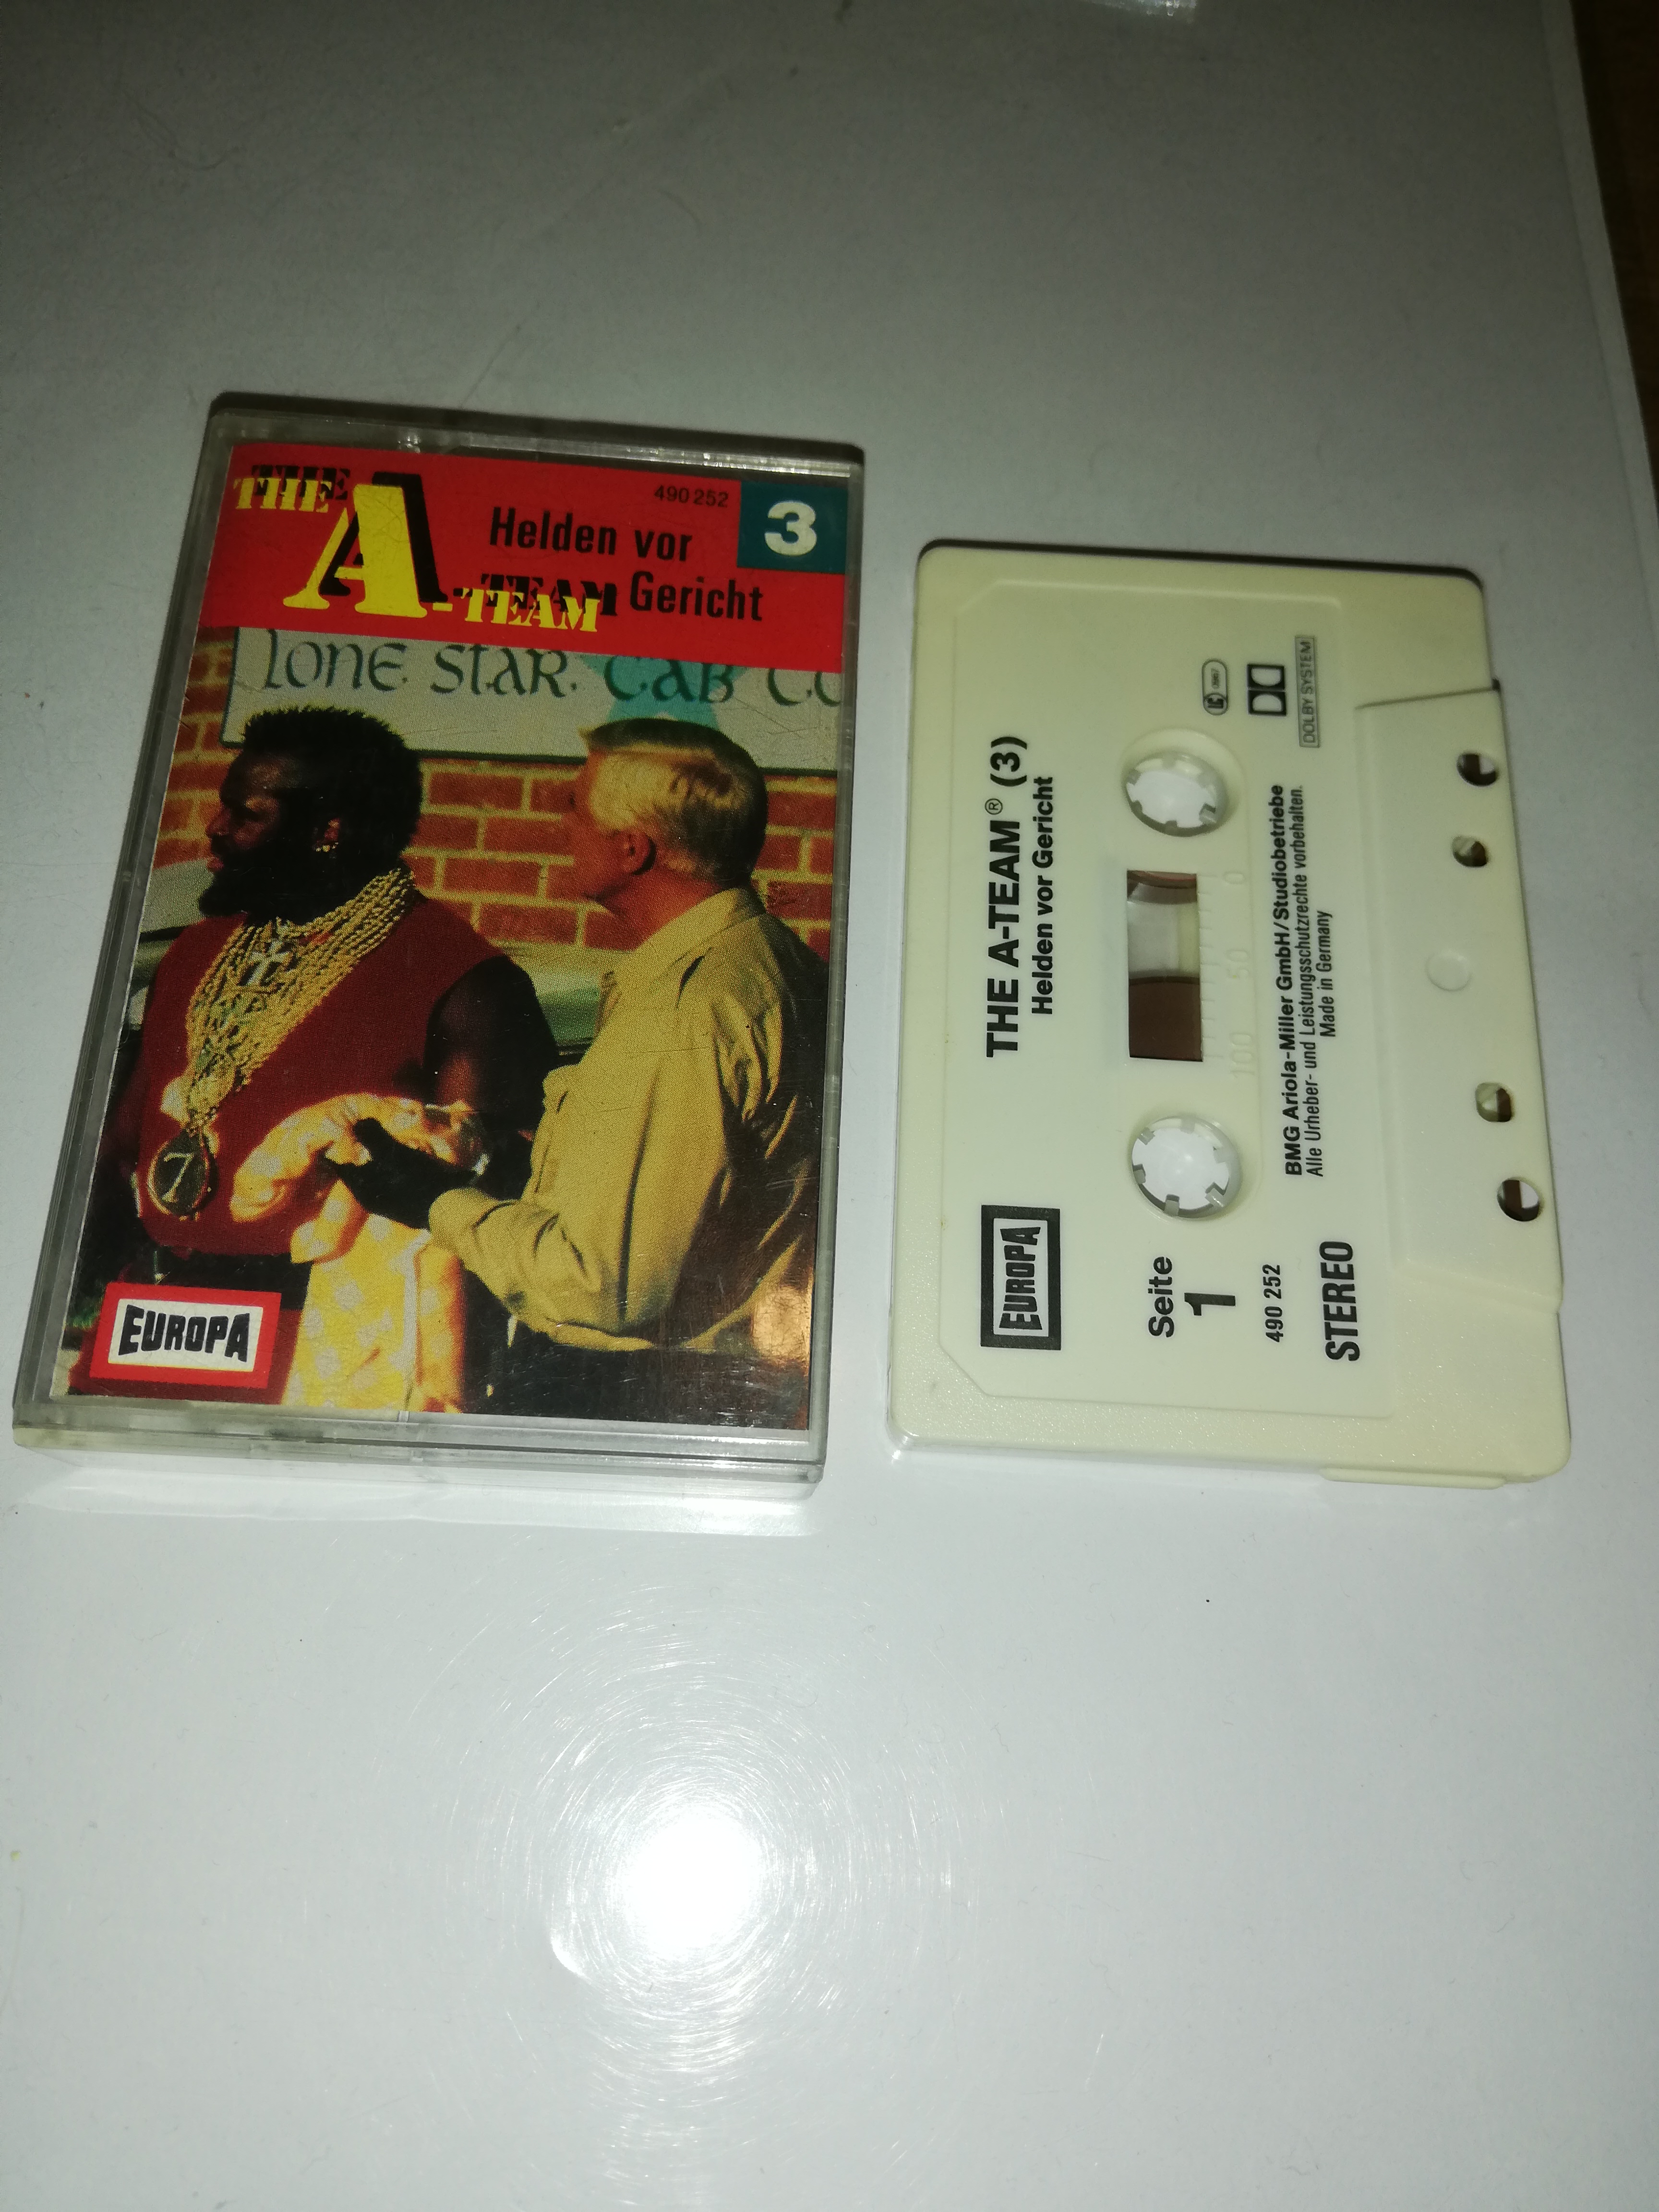 THE
A-TEAM
490 252
3
Helden vor
Gericht
LONE STAR CAB CO
7
EUROPA
THE A-TEAM® (3)
Helden vor Gericht
EUROPA
Seite
1
490 252
STEREO
100 50 0
LC
DOLBY SYSTEM
BMG Ariola-Miller GmbH/Studiobetriebe
Alle Urheber- und Leistungsschutzrechte vorbehalten.
Made in Germany